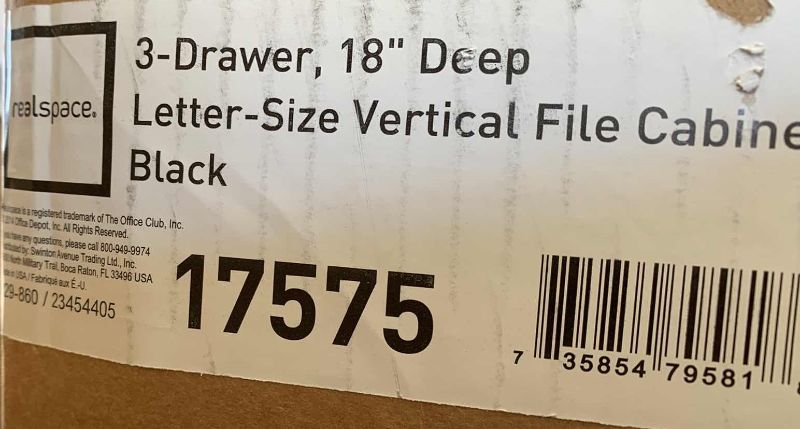 realspace.
3-Drawer, 18" Deep
Letter-Size Vertical File Cabine
Black
is a registered trademark of The Office Club, Inc.
Office Depot, Inc. All Rights Reserved.
have any questions, please call 800-949-9974
by: Swinton Avenue Trading Ltd., Inc.
North Military Trail, Boca Raton, FL 33496 USA
in USA / Fabriqué aux É.-U.
29-860 / 23454405
17575
7 35854 79581